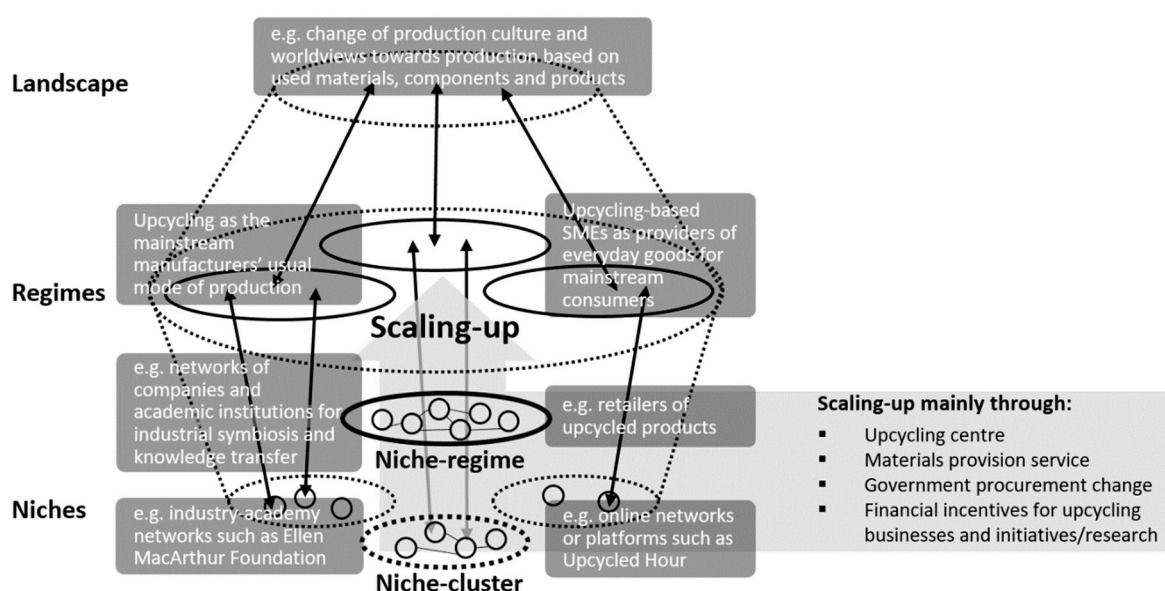 e.g. change of production culture and
worldviews towards production based on
used materials, components and products
Landscape
Upcycling as the
mainstream
manufacturers’ usual
mode of production
Upcycling-based
SMEs as providers of
everyday goods for
mainstream
consumers
Regimes
Scaling-up
e.g. networks of
companies and
academic institutions for
industrial symbiosis and
knowledge transfer
e.g. retailers of
upcycled products
Niche-regime
Scaling-up mainly through:
▪ Upcycling centre
▪ Materials provision service
▪ Government procurement change
▪ Financial incentives for upcycling
businesses and initiatives/research
Niches
e.g. industry-academy
networks such as Ellen
MacArthur Foundation
e.g. online networks
or platforms such as
Upcycled Hour
Niche-cluster